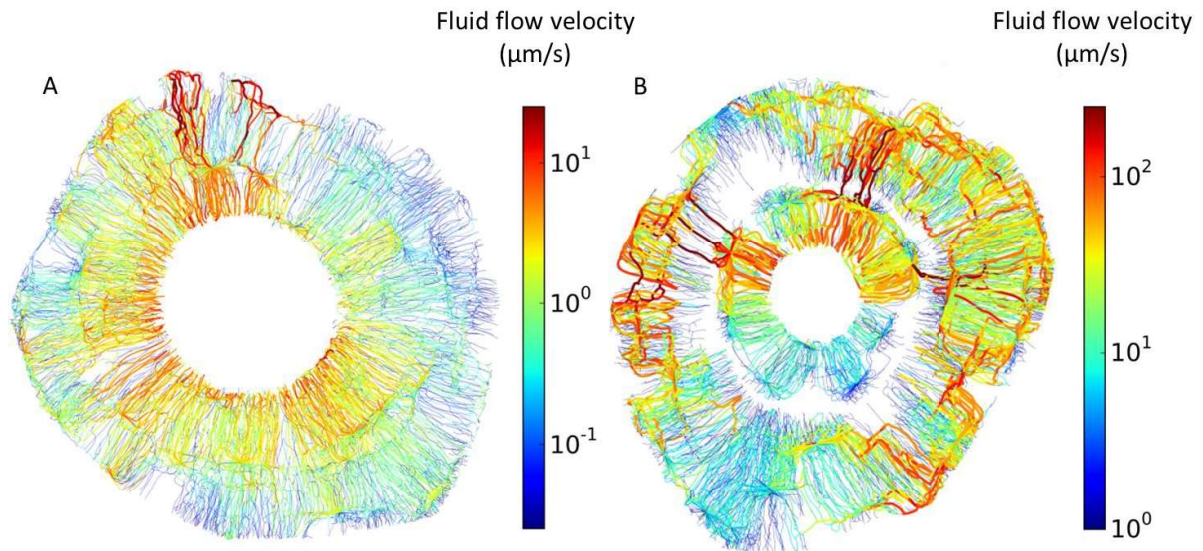 Fluid flow velocity
(μm/s)
Fluid flow velocity
(μm/s)
A
B
10¹
10⁰
10⁻¹
10²
10¹
10⁰